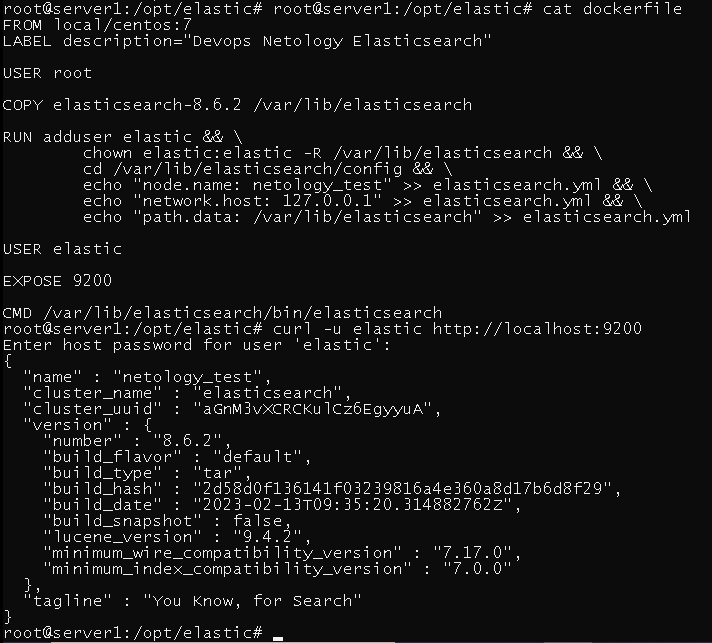 root@server1:/opt/elastic# root@server1:/opt/elastic# cat dockerfile
FROM local/centos:7
LABEL description="Devops Netology Elasticsearch"
USER root
COPY elasticsearch-8.6.2 /var/lib/elasticsearch
RUN adduser elastic && \
        chown elastic:elastic -R /var/lib/elasticsearch && \
        cd /var/lib/elasticsearch/config && \
        echo "node.name: netology_test" >> elasticsearch.yml && \
        echo "network.host: 127.0.0.1" >> elasticsearch.yml && \
        echo "path.data: /var/lib/elasticsearch" >> elasticsearch.yml
USER elastic
EXPOSE 9200
CMD /var/lib/elasticsearch/bin/elasticsearch
root@server1:/opt/elastic# curl -u elastic http://localhost:9200
Enter host password for user 'elastic':
{
  "name" : "netology_test",
  "cluster_name" : "elasticsearch",
  "cluster_uuid" : "aGnM3vXCRCKulCz6EgyyuA",
  "version" : {
    "number" : "8.6.2",
    "build_flavor" : "default",
    "build_type" : "tar",
    "build_hash" : "2d58d0f136141f03239816a4e360a8d17b6d8f29",
    "build_date" : "2023-02-13T09:35:20.314882762Z",
    "build_snapshot" : false,
    "lucene_version" : "9.4.2",
    "minimum_wire_compatibility_version" : "7.17.0",
    "minimum_index_compatibility_version" : "7.0.0"
  },
  "tagline" : "You Know, for Search"
}
root@server1:/opt/elastic#